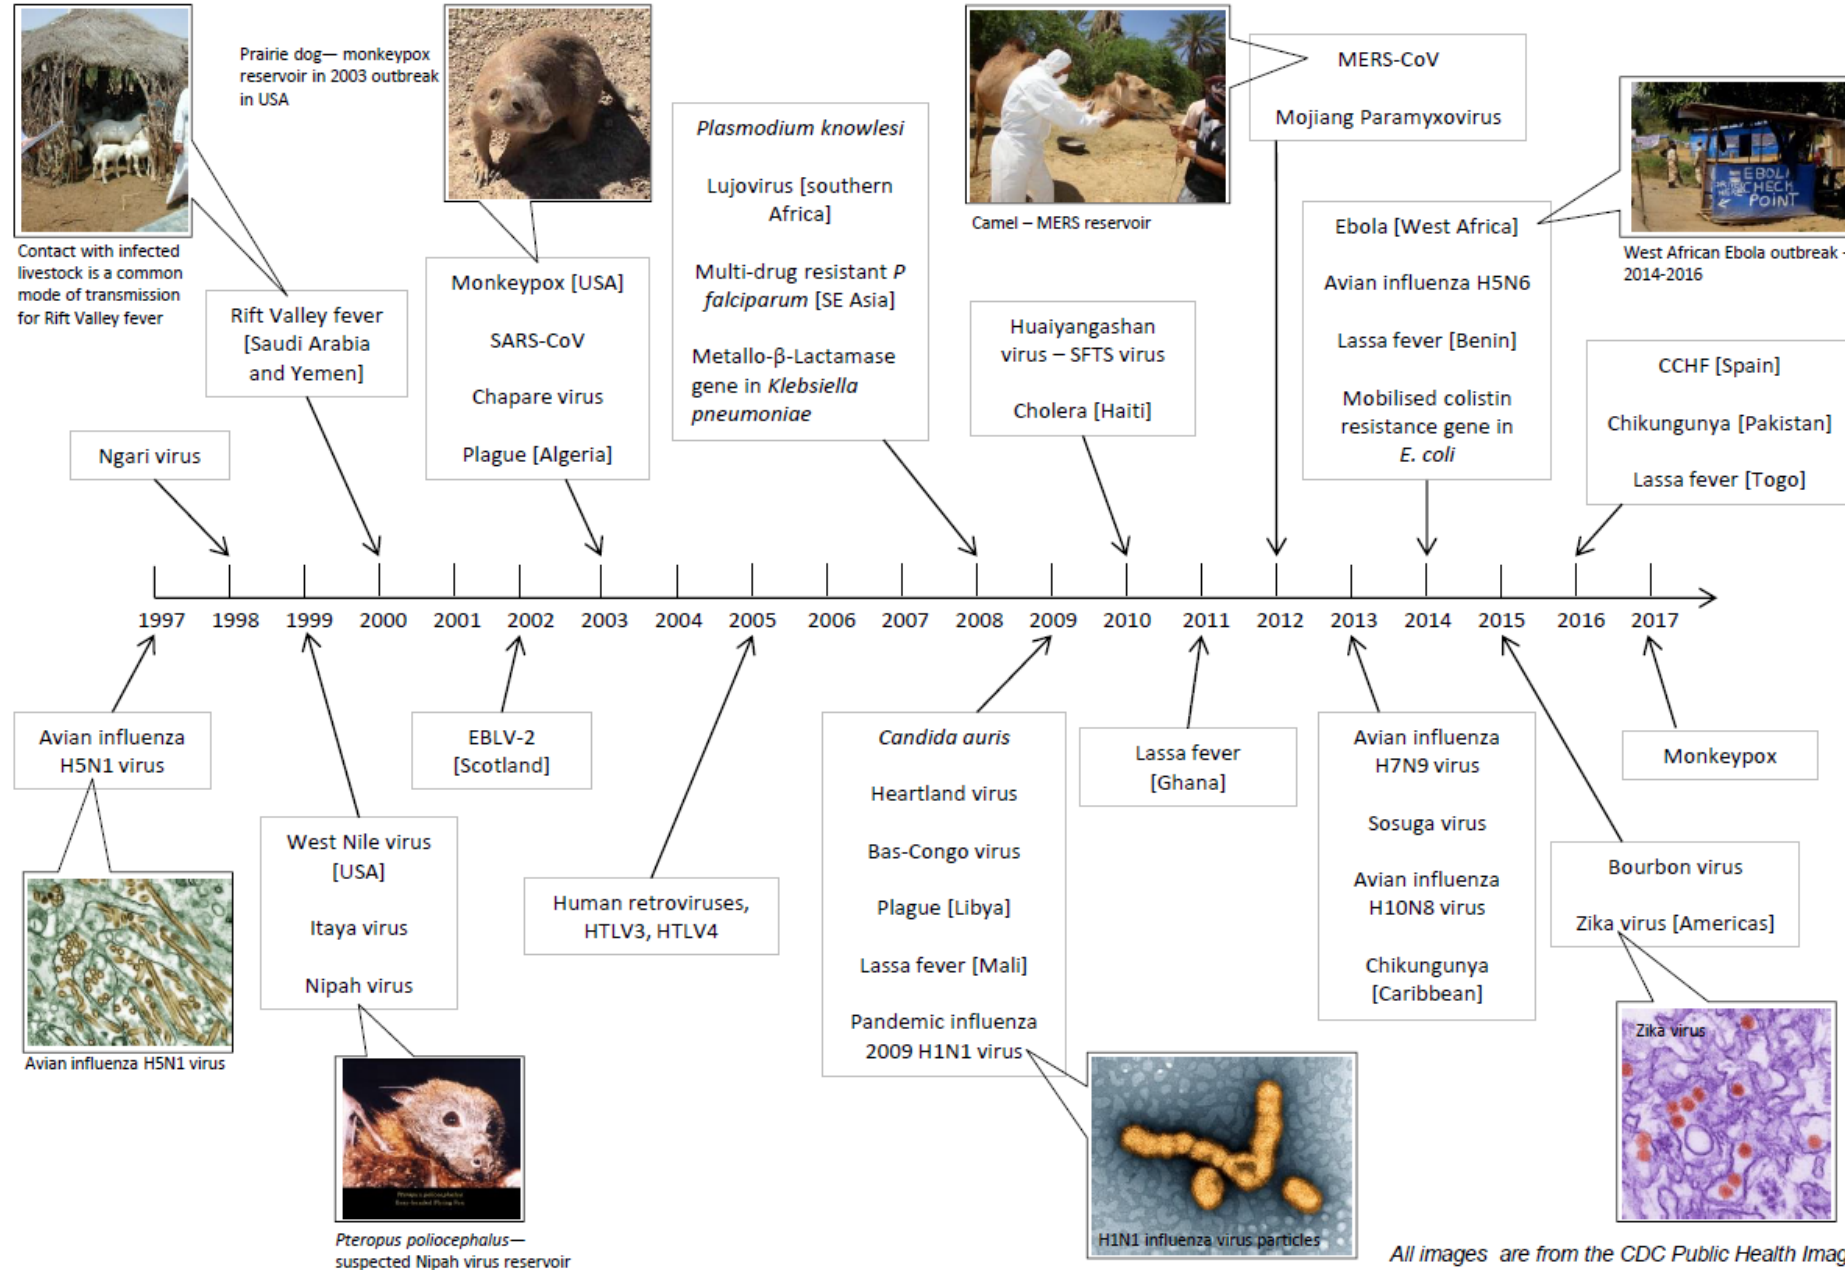 Contact with infected
livestock is a common
mode of transmission
for Rift Valley fever
Prairie dog— monkeypox
reservoir in 2003 outbreak
in USA
Camel – MERS reservoir
EBOLI
CHECK
POINT
West African Ebola outbreak -
2014-2016
Ngari virus
Rift Valley fever
[Saudi Arabia
and Yemen]
Monkeypox [USA]
SARS-CoV
Chapare virus
Plague [Algeria]
Plasmodium knowlesi
Lujovirus [southern
Africa]
Multi-drug resistant P
falciparum [SE Asia]
Metallo-β-Lactamase
gene in Klebsiella
pneumoniae
Huaiyangashan
virus – SFTS virus
Cholera [Haiti]
MERS-CoV
Mojiang Paramyxovirus
Ebola [West Africa]
Avian influenza H5N6
Lassa fever [Benin]
Mobilised colistin
resistance gene in
E. coli
CCHF [Spain]
Chikungunya [Pakistan]
Lassa fever [Togo]
1997 1998 1999 2000 2001 2002 2003 2004 2005 2006 2007 2008 2009 2010 2011 2012 2013 2014 2015 2016 2017
Avian influenza
H5N1 virus
Avian influenza H5N1 virus
West Nile virus
[USA]
Itaya virus
Nipah virus
Pteropus poliocephalus
Grey-headed Flying Fox
Pteropus poliocephalus—
suspected Nipah virus reservoir
EBLV-2
[Scotland]
Human retroviruses,
HTLV3, HTLV4
Candida auris
Heartland virus
Bas-Congo virus
Plague [Libya]
Lassa fever [Mali]
Pandemic influenza
2009 H1N1 virus
H1N1 influenza virus particles
Lassa fever
[Ghana]
Avian influenza
H7N9 virus
Sosuga virus
Avian influenza
H10N8 virus
Chikungunya
[Caribbean]
Bourbon virus
Zika virus [Americas]
Zika virus
Monkeypox
All images are from the CDC Public Health Imag